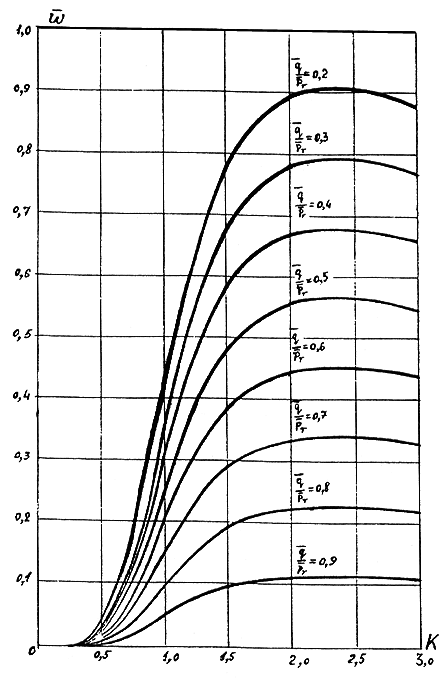 w̄
1,0
q̄/p̄r = 0,2
0,9
q̄/p̄r = 0,3
0,8
q̄/p̄r = 0,4
0,7
0,6
q̄/p̄r = 0,5
0,5
q̄/p̄r = 0,6
0,4
q̄/p̄r = 0,7
0,3
q̄/p̄r = 0,8
0,2
q̄/p̄r = 0,9
0,1
0
0,5
1,0
1,5
2,0
2,5
3,0
K